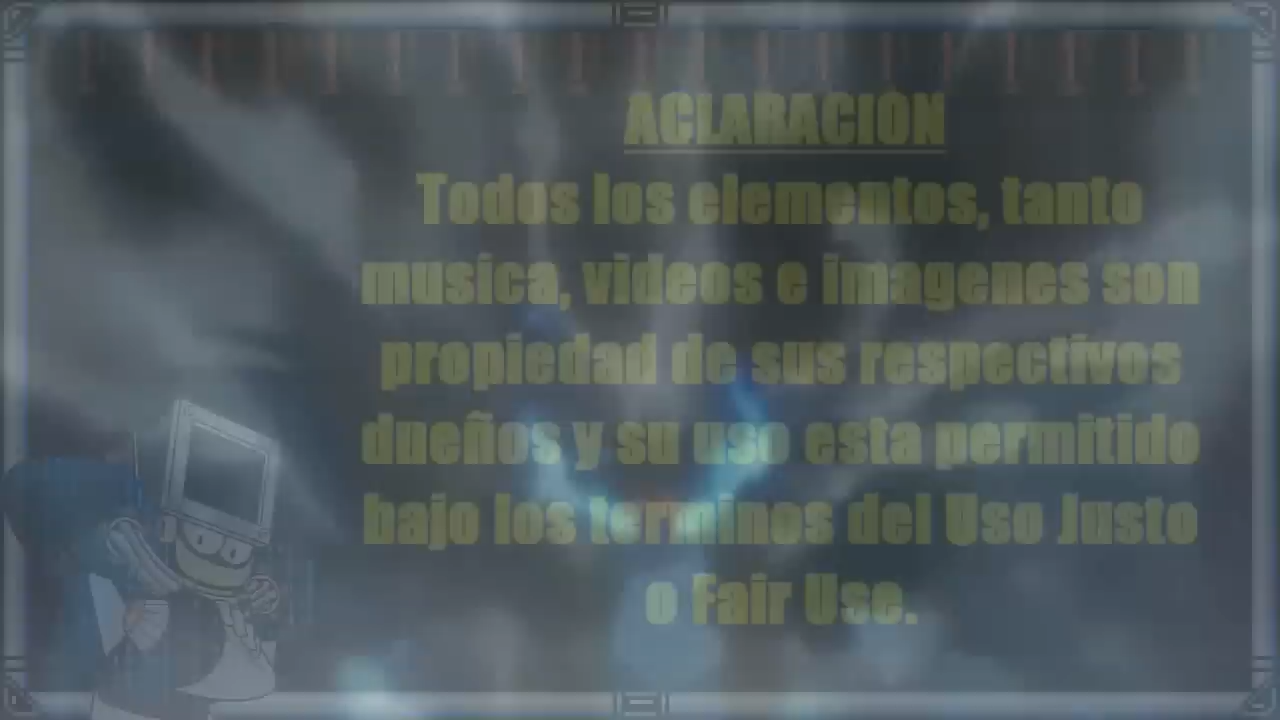 ACLARACION
Todos los elementos, tanto
musica, videos e imagenes son
propiedad de sus respectivos
dueños y su uso esta permitido
bajo los terminos del Uso Justo
o Fair Use.